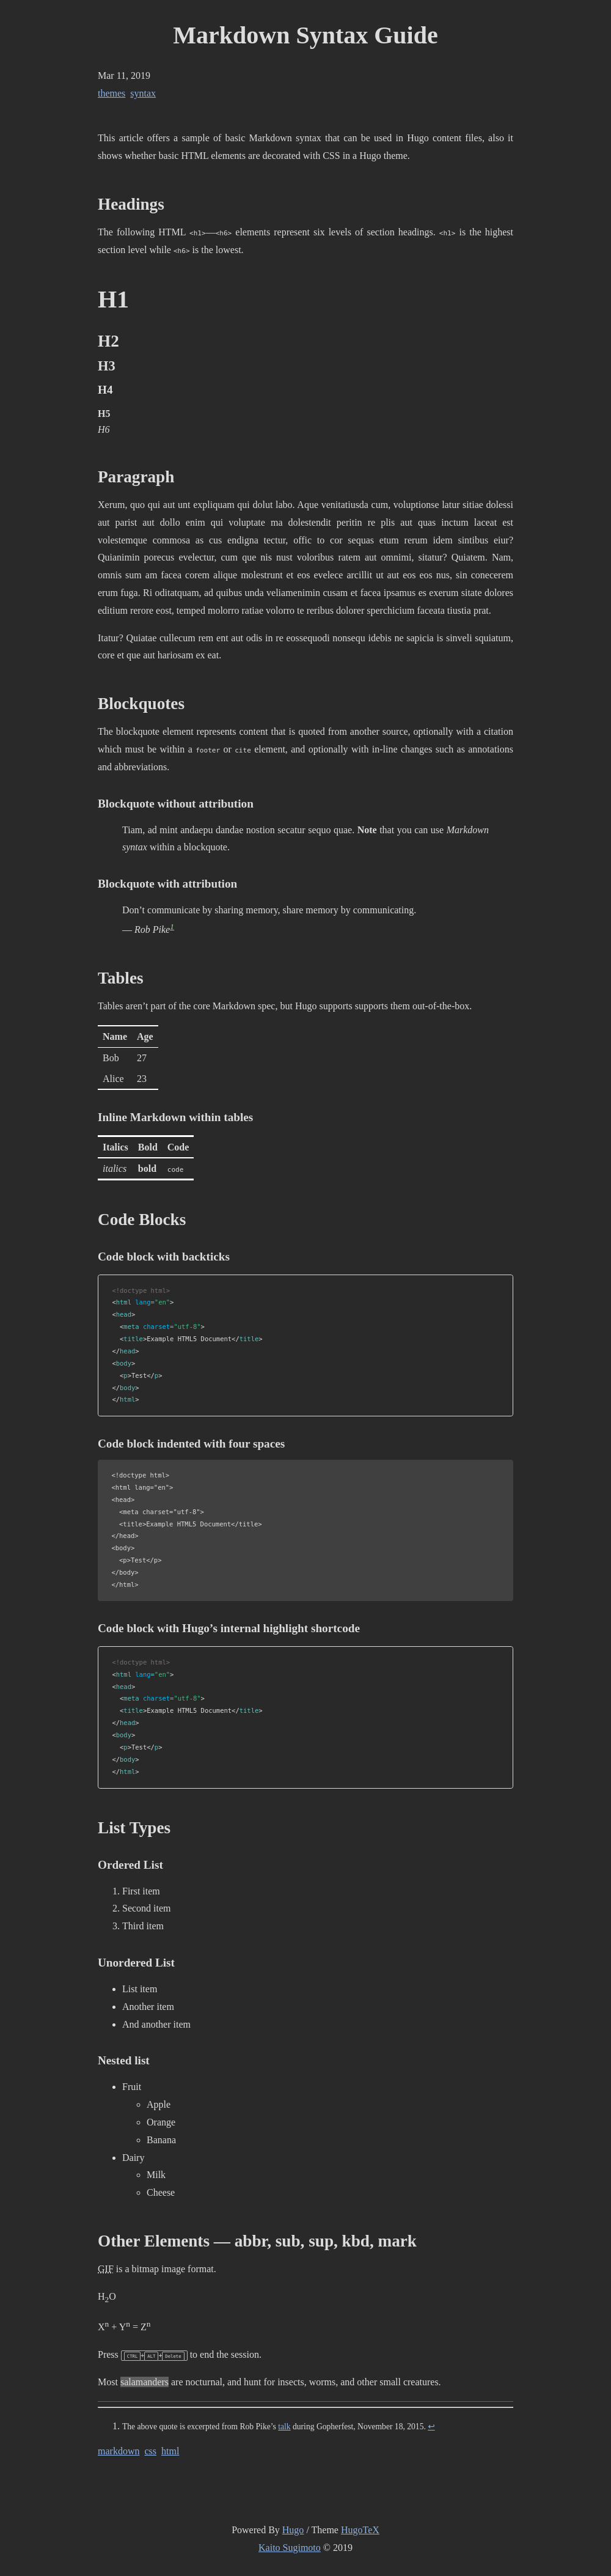 Markdown Syntax Guide
Mar 11, 2019
themes syntax
This article offers a sample of basic Markdown syntax that can be used in Hugo content files, also it
shows whether basic HTML elements are decorated with CSS in a Hugo theme.
Headings
The following HTML <h1>—<h6> elements represent six levels of section headings. <h1> is the highest
section level while <h6> is the lowest.
H1
H2
H3
H4
H5
H6
Paragraph
Xerum, quo qui aut unt expliquam qui dolut labo. Aque venitatiusda cum, voluptionse latur sitiae dolessi
aut parist aut dollo enim qui voluptate ma dolestendit peritin re plis aut quas inctum laceat est
volestemque commosa as cus endigna tectur, offic to cor sequas etum rerum idem sintibus eiur?
Quianimin porecus evelectur, cum que nis nust voloribus ratem aut omnimi, sitatur? Quiatem. Nam,
omnis sum am facea corem alique molestrunt et eos evelece arcillit ut aut eos eos nus, sin conecerem
erum fuga. Ri oditatquam, ad quibus unda veliamenimin cusam et facea ipsamus es exerum sitate dolores
editium rerore eost, temped molorro ratiae volorro te reribus dolorer sperchicium faceata tiustia prat.
Itatur? Quiatae cullecum rem ent aut odis in re eossequodi nonsequ idebis ne sapicia is sinveli squiatum,
core et que aut hariosam ex eat.
Blockquotes
The blockquote element represents content that is quoted from another source, optionally with a citation
which must be within a footer or cite element, and optionally with in-line changes such as annotations
and abbreviations.
Blockquote without attribution
Tiam, ad mint andaepu dandae nostion secatur sequo quae. Note that you can use Markdown
syntax within a blockquote.
Blockquote with attribution
Don’t communicate by sharing memory, share memory by communicating.
— Rob Pike1
Tables
Tables aren’t part of the core Markdown spec, but Hugo supports supports them out-of-the-box.
Name Age
Bob 27
Alice 23
Inline Markdown within tables
Italics Bold Code
italics bold code
Code Blocks
Code block with backticks
<!doctype html>
<html lang="en">
<head>
<meta charset="utf-8">
<title>Example HTML5 Document</title>
</head>
<body>
<p>Test</p>
</body>
</html>
Code block indented with four spaces
<!doctype html>
<html lang="en">
<head>
<meta charset="utf-8">
<title>Example HTML5 Document</title>
</head>
<body>
<p>Test</p>
</body>
</html>
Code block with Hugo’s internal highlight shortcode
<!doctype html>
<html lang="en">
<head>
<meta charset="utf-8">
<title>Example HTML5 Document</title>
</head>
<body>
<p>Test</p>
</body>
</html>
List Types
Ordered List
1. First item
2. Second item
3. Third item
Unordered List
• List item
• Another item
• And another item
Nested list
• Fruit
◦ Apple
◦ Orange
◦ Banana
• Dairy
◦ Milk
◦ Cheese
Other Elements — abbr, sub, sup, kbd, mark
GIF is a bitmap image format.
H2O
Xn + Yn = Zn
Press CTRL+ALT+Delete to end the session.
Most salamanders are nocturnal, and hunt for insects, worms, and other small creatures.
1. The above quote is excerpted from Rob Pike’s talk during Gopherfest, November 18, 2015. ↩
markdown css html
Powered By Hugo / Theme HugoTeX
Kaito Sugimoto © 2019